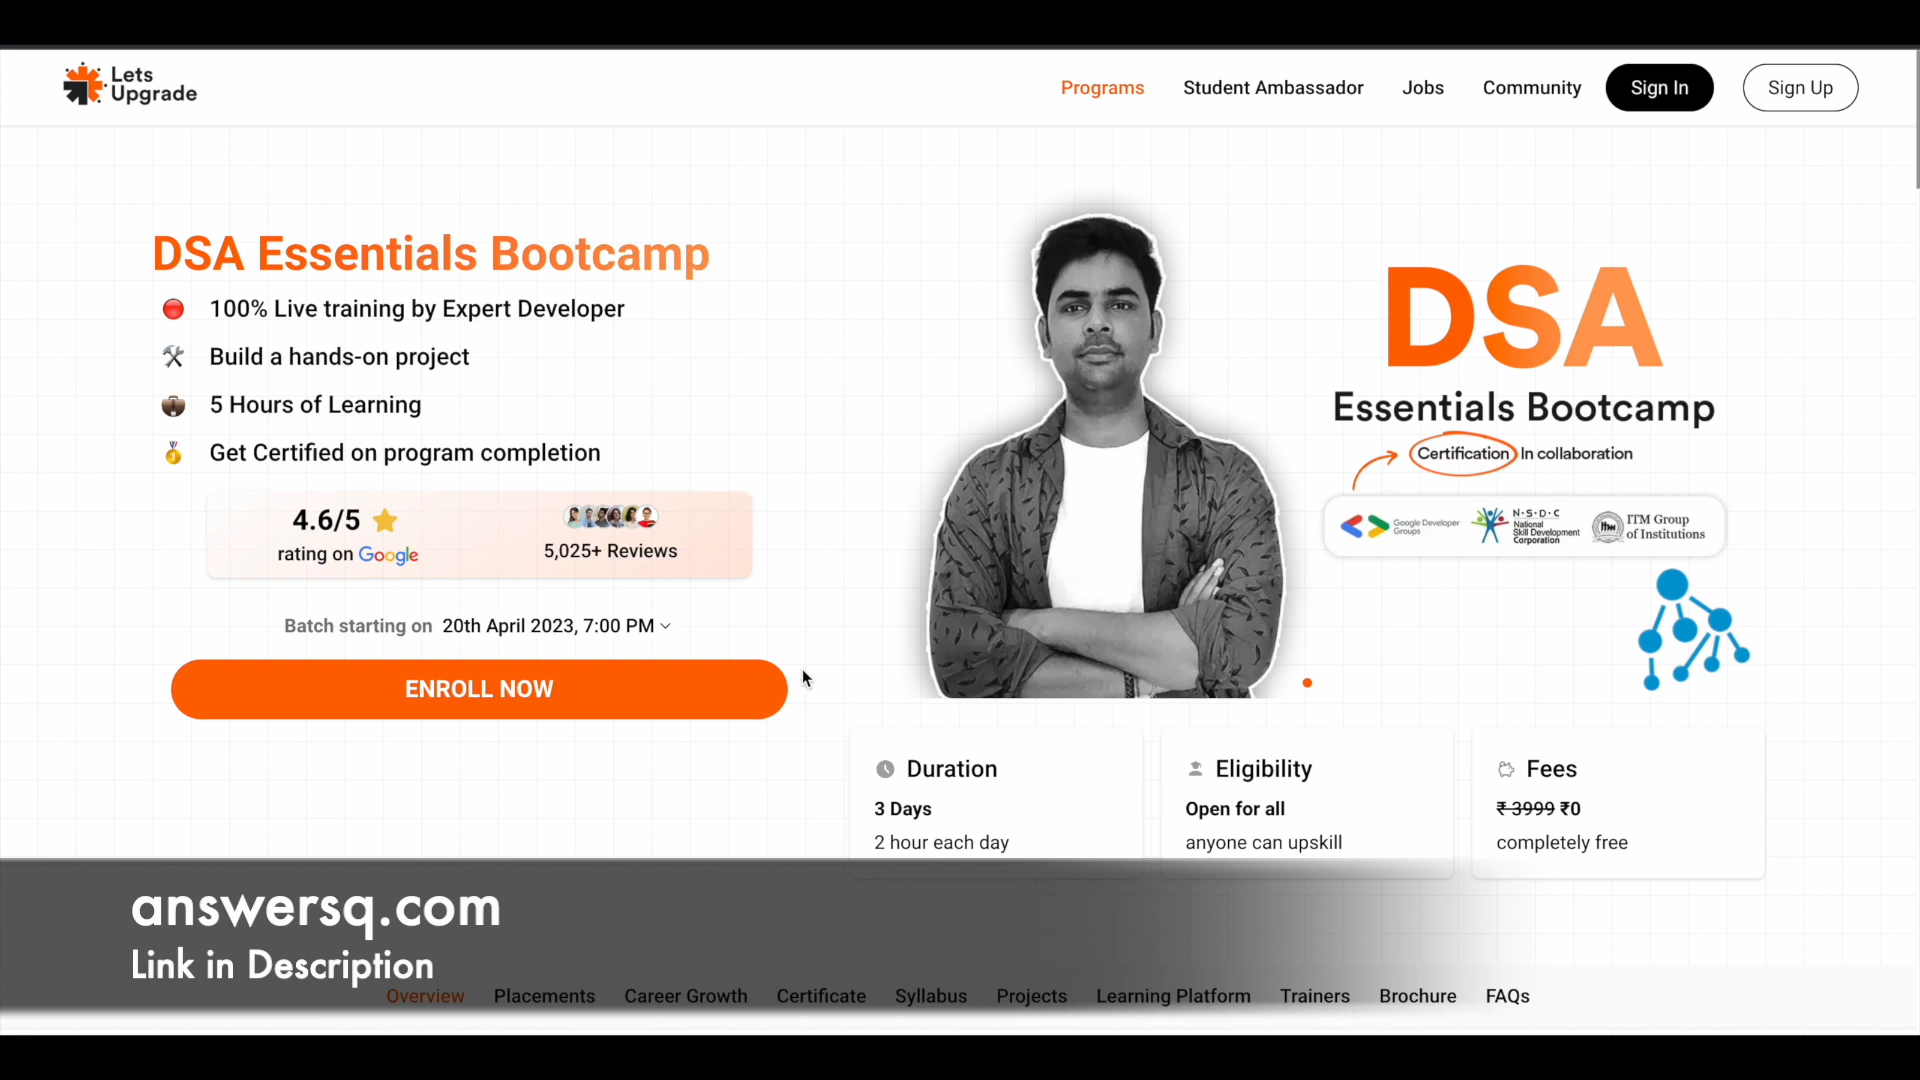 Lets
Upgrade
Programs
Student Ambassador
Jobs
Community
Sign In
Sign Up
DSA Essentials Bootcamp
100% Live training by Expert Developer
Build a hands-on project
5 Hours of Learning
Get Certified on program completion
4.6/5
rating on Google
5,025+ Reviews
Batch starting on 20th April 2023, 7:00 PM
ENROLL NOW
DSA
Essentials Bootcamp
Certification In collaboration
Google Developer
Groups
N·S·D·C
National
Skill Development
Corporation
itm
ITM Group
of Institutions
Duration
3 Days
2 hour each day
Eligibility
Open for all
anyone can upskill
Fees
₹ 3999 ₹0
completely free
answersq.com
Link in Description
Overview
Placements
Career Growth
Certificate
Syllabus
Projects
Learning Platform
Trainers
Brochure
FAQs